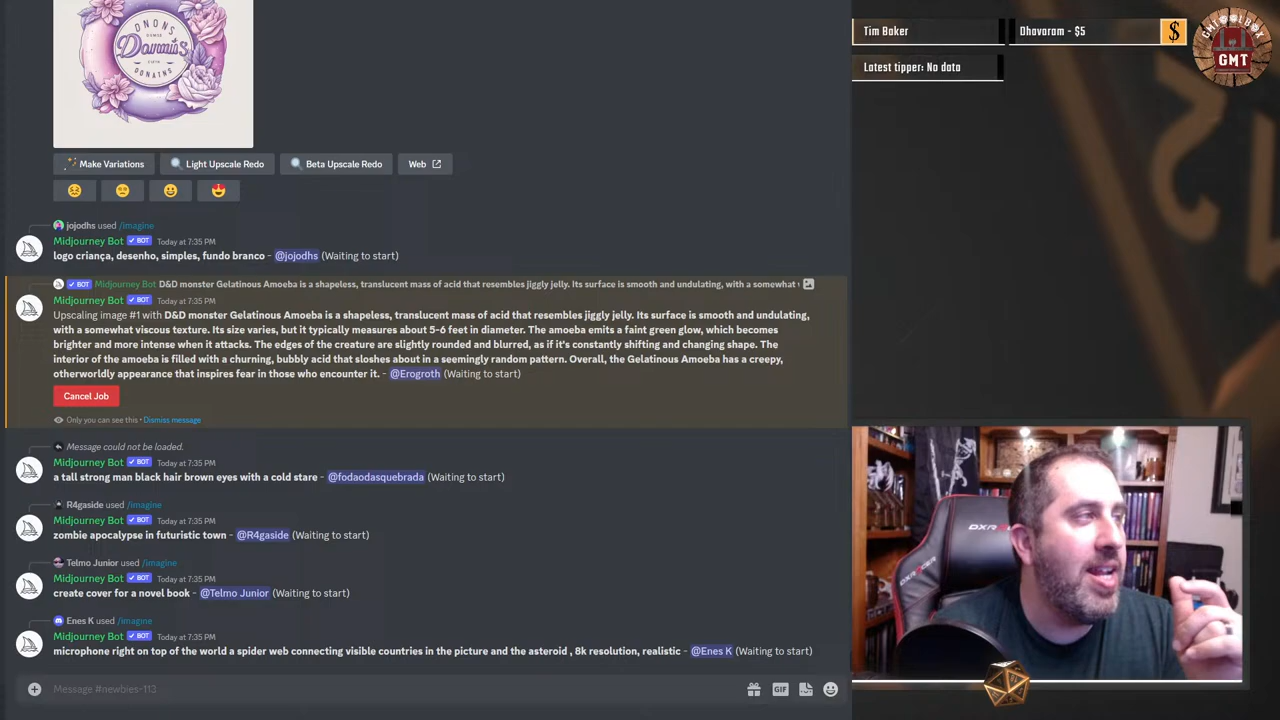 DNONS
Donnias
DONAINS
Make Variations
Light Upscale Redo
Beta Upscale Redo
Web
jojodhs used /imagine
Midjourney Bot ✔ BOT Today at 7:35 PM
logo criança, desenho, simples, fundo branco - @jojodhs (Waiting to start)
✔ BOT Midjourney Bot D&D monster Gelatinous Amoeba is a shapeless, translucent mass of acid that resembles jiggly jelly. Its surface is smooth and undulating, with a somewhat v
Midjourney Bot ✔ BOT Today at 7:35 PM
Upscaling image #1 with D&D monster Gelatinous Amoeba is a shapeless, translucent mass of acid that resembles jiggly jelly. Its surface is smooth and undulating,
with a somewhat viscous texture. Its size varies, but it typically measures about 5-6 feet in diameter. The amoeba emits a faint green glow, which becomes
brighter and more intense when it attacks. The edges of the creature are slightly rounded and blurred, as if it's constantly shifting and changing shape. The
interior of the amoeba is filled with a churning, bubbly acid that sloshes about in a seemingly random pattern. Overall, the Gelatinous Amoeba has a creepy,
otherworldly appearance that inspires fear in those who encounter it. - @Erogroth (Waiting to start)
Cancel Job
Only you can see this • Dismiss message
Message could not be loaded.
Midjourney Bot ✔ BOT Today at 7:35 PM
a tall strong man black hair brown eyes with a cold stare - @fodaodasquebrada (Waiting to start)
R4gaside used /imagine
Midjourney Bot ✔ BOT Today at 7:35 PM
zombie apocalypse in futuristic town - @R4gaside (Waiting to start)
Telmo Junior used /imagine
Midjourney Bot ✔ BOT Today at 7:35 PM
create cover for a novel book - @Telmo Junior (Waiting to start)
Enes K used /imagine
Midjourney Bot ✔ BOT Today at 7:35 PM
microphone right on top of the world a spider web connecting visible countries in the picture and the asteroid , 8k resolution, realistic - @Enes K (Waiting to start)
Message #newbies-113
GIF
Tim Baker
Dhavaram - $5
$
Latest tipper: No data
GMTOOLBOX
GMT
12
DXRACER